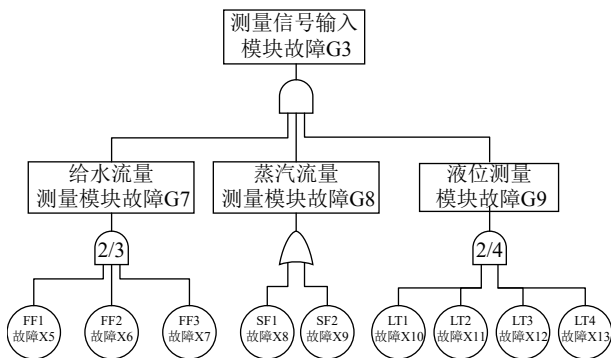 测量信号输入
模块故障G3
给水流量
测量模块故障G7
蒸汽流量
测量模块故障G8
液位测量
模块故障G9
2/3
2/4
FF1
故障X5
FF2
故障X6
FF3
故障X7
SF1
故障X8
SF2
故障X9
LT1
故障X10
LT2
故障X11
LT3
故障X12
LT4
故障X13